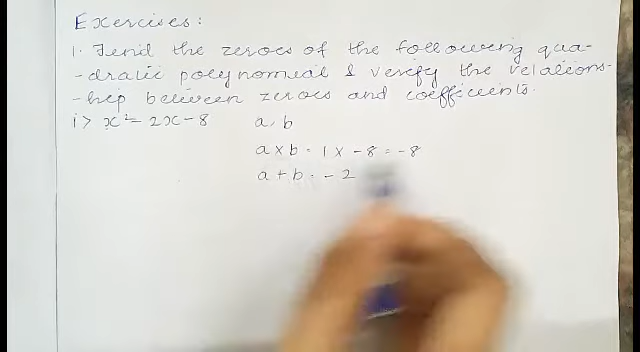 Exercises:
1. Find the zeroes of the following qua-
-dratic polynomial & verify the relations-
-hip between zeroes and coefficients.
i> x² - 2x - 8 a, b
a x b = 1 x -8 = -8
a + b = -2